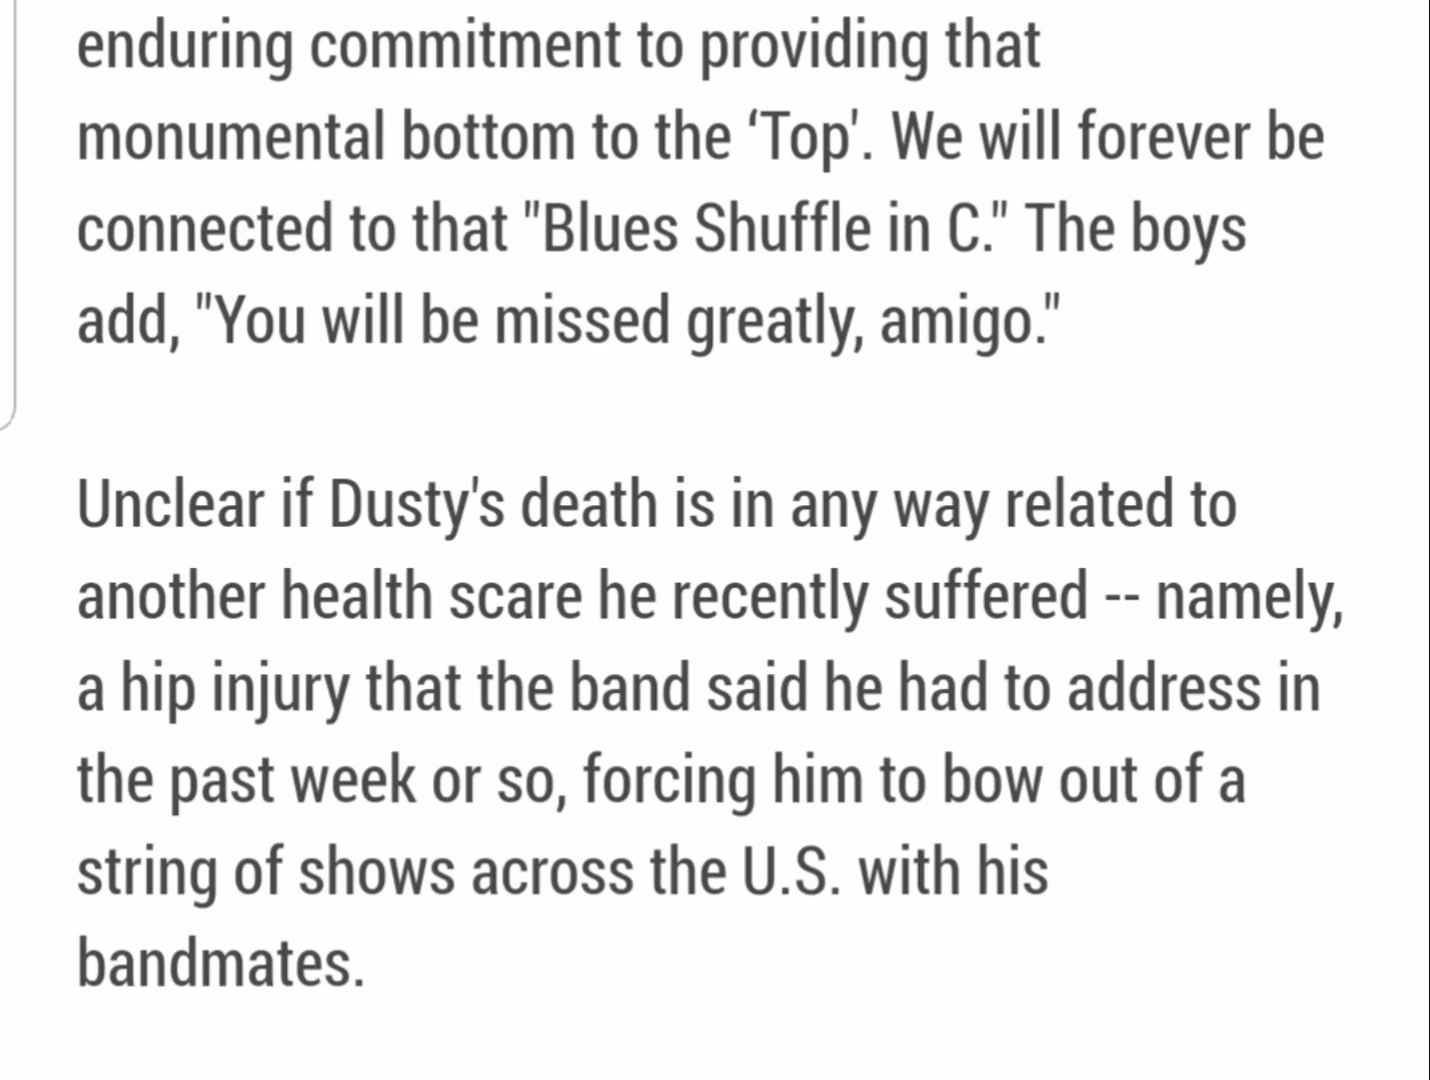 enduring commitment to providing that
monumental bottom to the ‘Top'. We will forever be
connected to that "Blues Shuffle in C." The boys
add, "You will be missed greatly, amigo."
Unclear if Dusty's death is in any way related to
another health scare he recently suffered -- namely,
a hip injury that the band said he had to address in
the past week or so, forcing him to bow out of a
string of shows across the U.S. with his
bandmates.